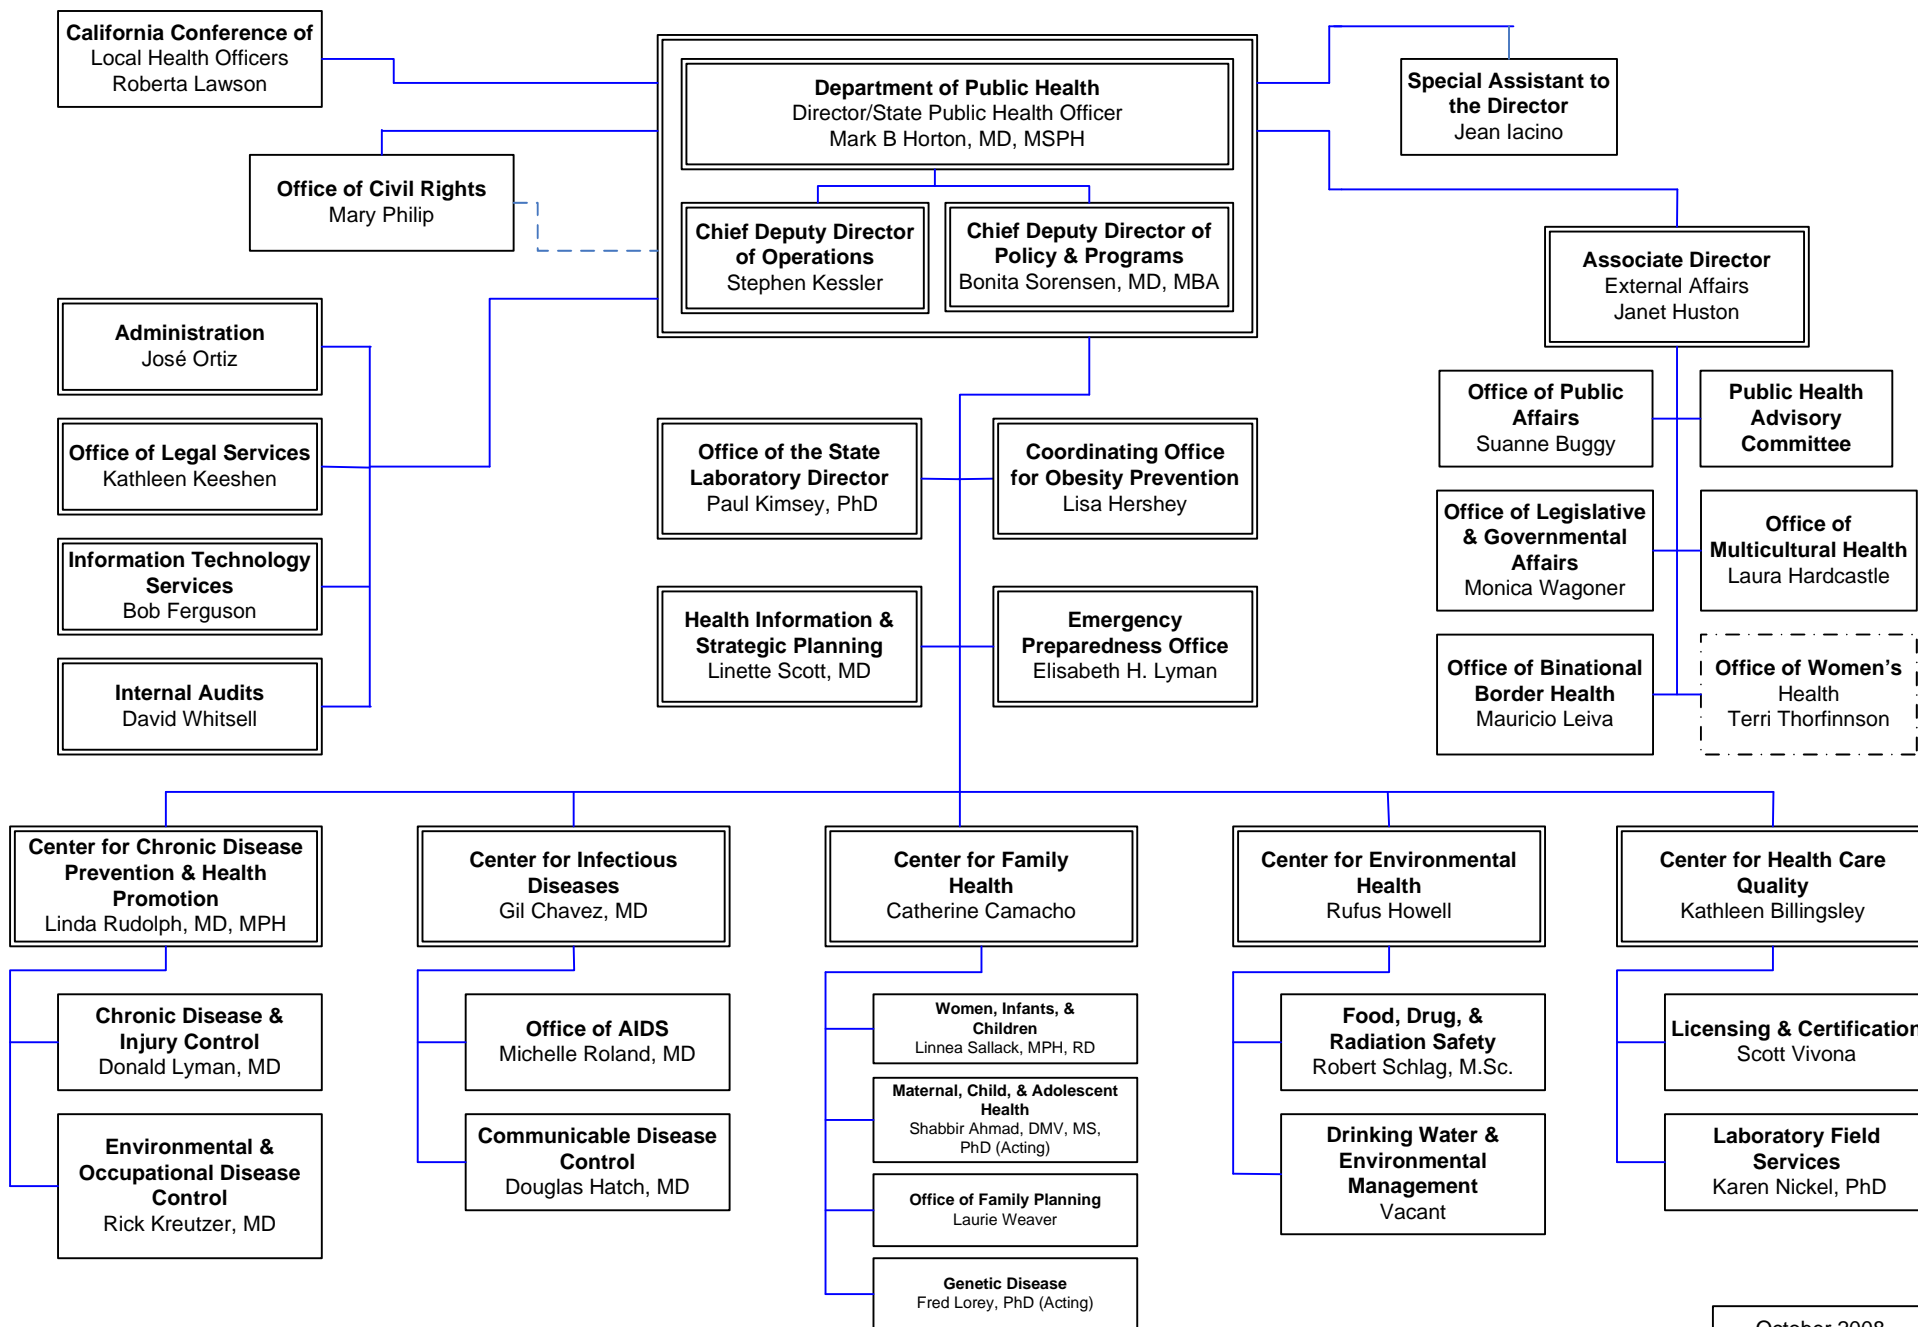 California Conference of
Local Health Officers
Roberta Lawson
Department of Public Health
Director/State Public Health Officer
Mark B Horton, MD, MSPH
Special Assistant to
the Director
Jean Iacino
Office of Civil Rights
Mary Philip
Chief Deputy Director
of Operations
Stephen Kessler
Chief Deputy Director of
Policy & Programs
Bonita Sorensen, MD, MBA
Associate Director
External Affairs
Janet Huston
Administration
José Ortiz
Office of Legal Services
Kathleen Keeshen
Information Technology
Services
Bob Ferguson
Internal Audits
David Whitsell
Office of the State
Laboratory Director
Paul Kimsey, PhD
Coordinating Office
for Obesity Prevention
Lisa Hershey
Health Information &
Strategic Planning
Linette Scott, MD
Emergency
Preparedness Office
Elisabeth H. Lyman
Office of Public
Affairs
Suanne Buggy
Public Health
Advisory
Committee
Office of Legislative
& Governmental
Affairs
Monica Wagoner
Office of
Multicultural Health
Laura Hardcastle
Office of Binational
Border Health
Mauricio Leiva
Office of Women's
Health
Terri Thorfinnson
Center for Chronic Disease
Prevention & Health
Promotion
Linda Rudolph, MD, MPH
Center for Infectious
Diseases
Gil Chavez, MD
Center for Family
Health
Catherine Camacho
Center for Environmental
Health
Rufus Howell
Center for Health Care
Quality
Kathleen Billingsley
Chronic Disease &
Injury Control
Donald Lyman, MD
Environmental &
Occupational Disease
Control
Rick Kreutzer, MD
Office of AIDS
Michelle Roland, MD
Communicable Disease
Control
Douglas Hatch, MD
Women, Infants, &
Children
Linnea Sallack, MPH, RD
Maternal, Child, & Adolescent
Health
Shabbir Ahmad, DMV, MS,
PhD (Acting)
Office of Family Planning
Laurie Weaver
Genetic Disease
Fred Lorey, PhD (Acting)
Food, Drug, &
Radiation Safety
Robert Schlag, M.Sc.
Drinking Water &
Environmental
Management
Vacant
Licensing & Certification
Scott Vivona
Laboratory Field
Services
Karen Nickel, PhD
October 2008